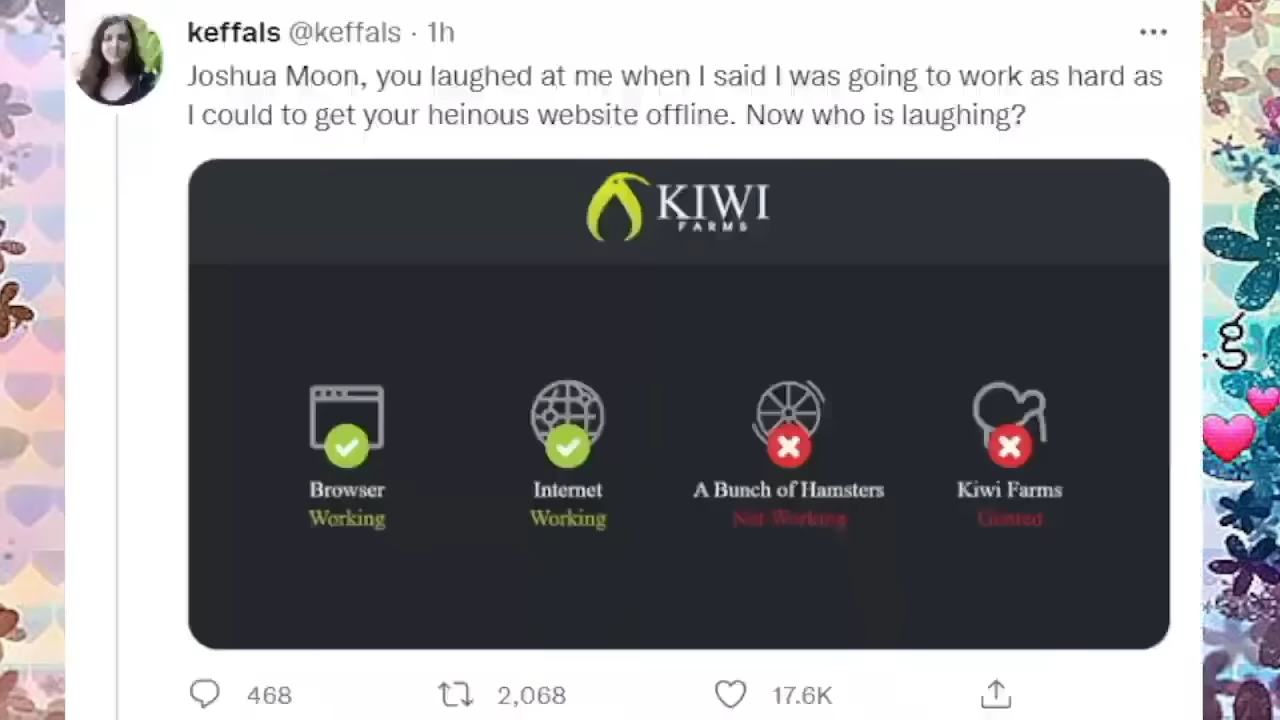 keffals @keffals · 1h
Joshua Moon, you laughed at me when I said I was going to work as hard as
I could to get your heinous website offline. Now who is laughing?
KIWI
FARMS
Browser Internet A Bunch of Hamsters Kiwi Farms
Working Working Not Working
g
468 2,068 17.6K